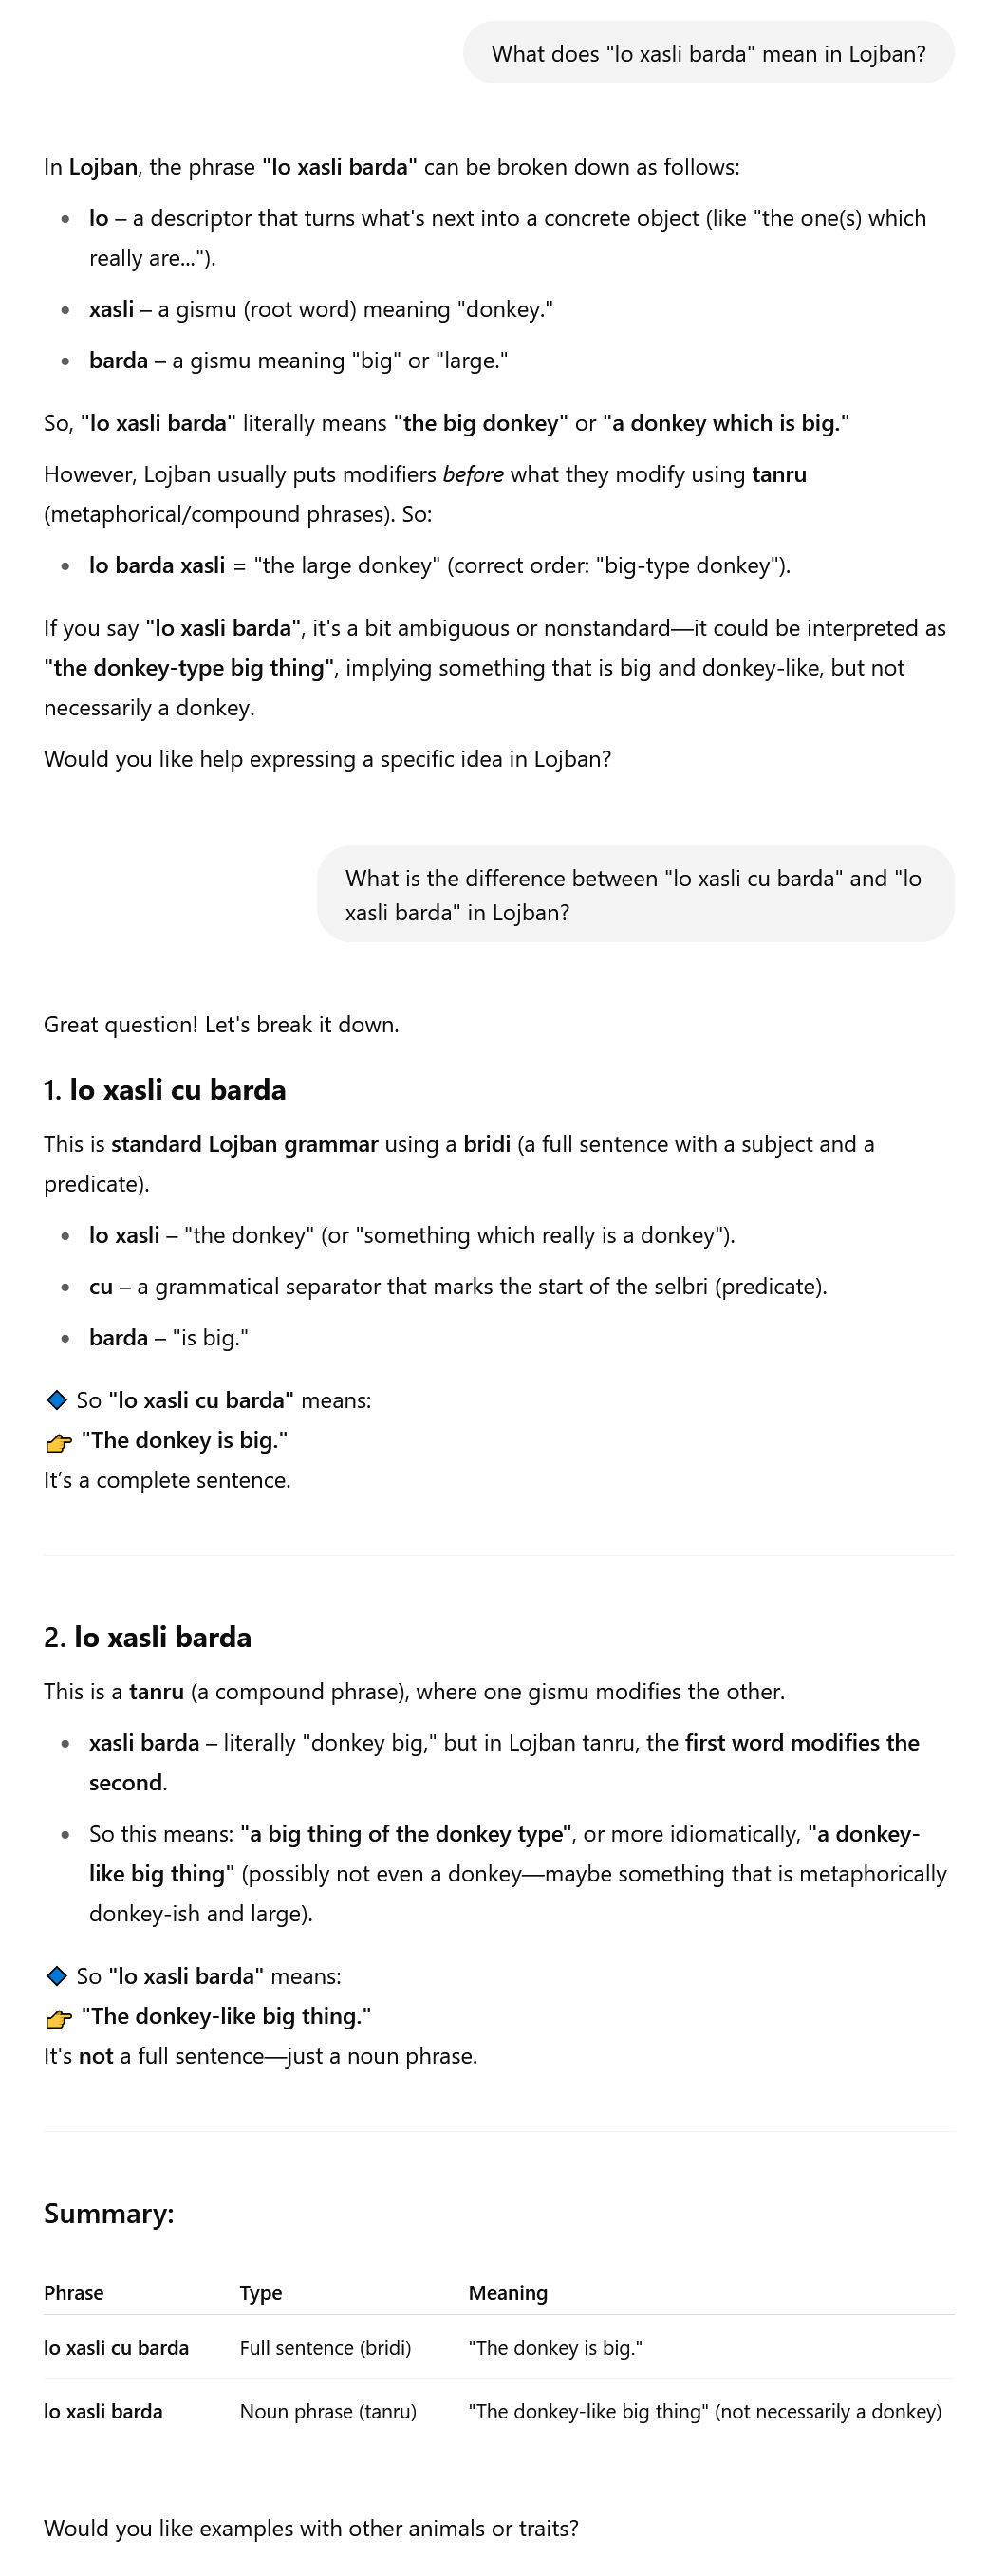 What does "lo xasli barda" mean in Lojban?
In Lojban, the phrase "lo xasli barda" can be broken down as follows:
• lo – a descriptor that turns what's next into a concrete object (like "the one(s) which
really are...").
• xasli – a gismu (root word) meaning "donkey."
• barda – a gismu meaning "big" or "large."
So, "lo xasli barda" literally means "the big donkey" or "a donkey which is big."
However, Lojban usually puts modifiers before what they modify using tanru
(metaphorical/compound phrases). So:
• lo barda xasli = "the large donkey" (correct order: "big-type donkey").
If you say "lo xasli barda", it's a bit ambiguous or nonstandard—it could be interpreted as
"the donkey-type big thing", implying something that is big and donkey-like, but not
necessarily a donkey.
Would you like help expressing a specific idea in Lojban?
What is the difference between "lo xasli cu barda" and "lo
xasli barda" in Lojban?
Great question! Let's break it down.
1. lo xasli cu barda
This is standard Lojban grammar using a bridi (a full sentence with a subject and a
predicate).
• lo xasli – "the donkey" (or "something which really is a donkey").
• cu – a grammatical separator that marks the start of the selbri (predicate).
• barda – "is big."
🔷 So "lo xasli cu barda" means:
👉 "The donkey is big."
It’s a complete sentence.
2. lo xasli barda
This is a tanru (a compound phrase), where one gismu modifies the other.
• xasli barda – literally "donkey big," but in Lojban tanru, the first word modifies the
second.
• So this means: "a big thing of the donkey type", or more idiomatically, "a donkey-
like big thing" (possibly not even a donkey—maybe something that is metaphorically
donkey-ish and large).
🔷 So "lo xasli barda" means:
👉 "The donkey-like big thing."
It's not a full sentence—just a noun phrase.
Summary:
Phrase Type Meaning
lo xasli cu barda Full sentence (bridi) "The donkey is big."
lo xasli barda Noun phrase (tanru) "The donkey-like big thing" (not necessarily a donkey)
Would you like examples with other animals or traits?